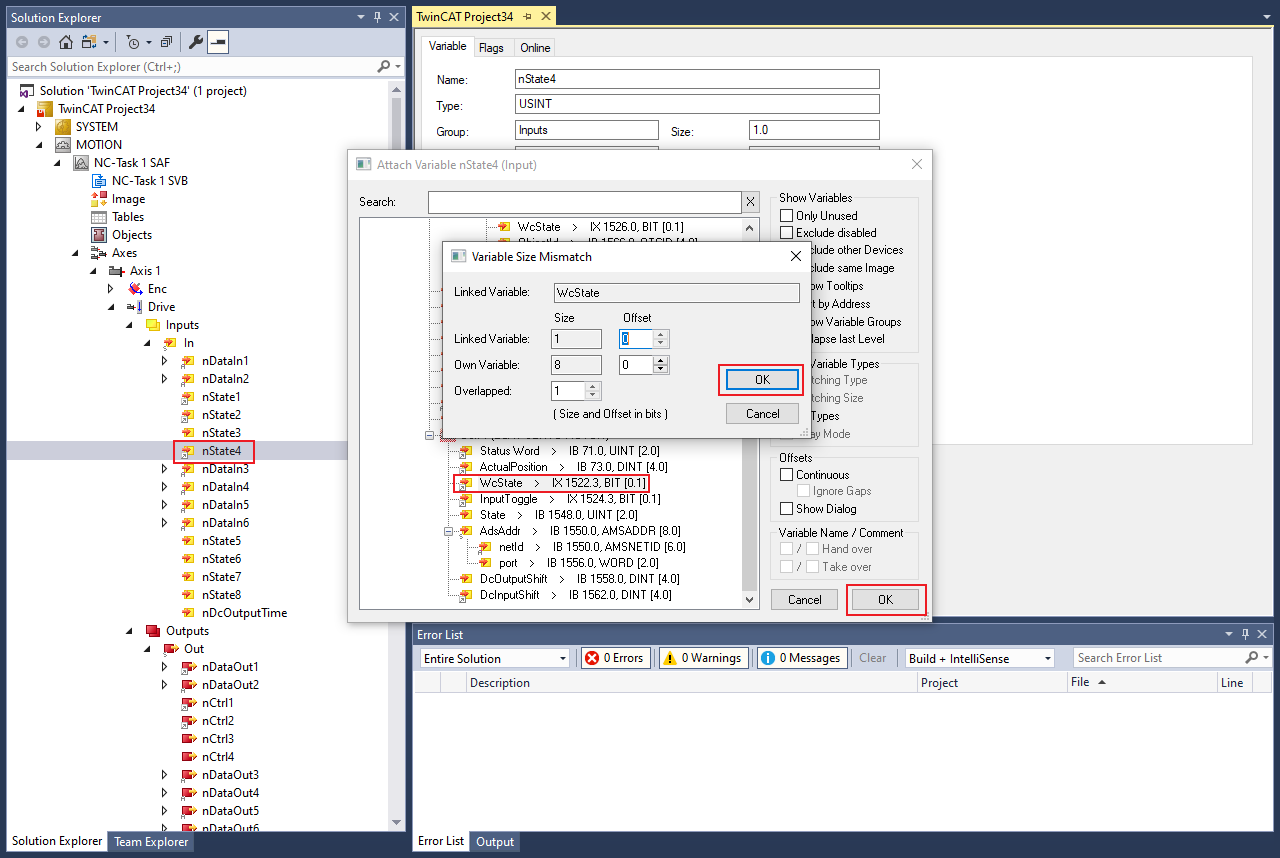 Solution Explorer
Search Solution Explorer (Ctrl+;)
Solution 'TwinCAT Project34' (1 project)
TwinCAT Project34
SYSTEM
MOTION
NC-Task 1 SAF
NC-Task 1 SVB
Image
Tables
Objects
Axes
Axis 1
Enc
Drive
Inputs
In
nDataIn1
nDataIn2
nState1
nState2
nState3
nState4
nDataIn3
nDataIn4
nDataIn5
nDataIn6
nState5
nState6
nState7
nState8
nDcOutputTime
Outputs
Out
nDataOut1
nDataOut2
nCtrl1
nCtrl2
nCtrl3
nCtrl4
nDataOut3
nDataOut4
nDataOut5
nDataOut6
Solution Explorer Team Explorer
TwinCAT Project34
Variable Flags Online
Name: nState4
Type: USINT
Group: Inputs Size: 1.0
Attach Variable nState4 (Input)
Search: X
WcState > IX 1526.0, BIT [0.1]
Variable Size Mismatch
Linked Variable: WcState
Size Offset
Linked Variable: 1 0
Own Variable: 8 0
Overlapped: 1
( Size and Offset in bits )
OK
Cancel
Status Word > IB 71.0, UINT [2.0]
ActualPosition > IB 73.0, DINT [4.0]
WcState > IX 1522.3, BIT [0.1]
InputToggle > IX 1524.3, BIT [0.1]
State > IB 1548.0, UINT [2.0]
AdsAddr > IB 1550.0, AMSADDR [8.0]
netId > IB 1550.0, AMSNETID [6.0]
port > IB 1556.0, WORD [2.0]
DcOutputShift > IB 1558.0, DINT [4.0]
DcInputShift > IB 1562.0, DINT [4.0]
Show Variables
Only Unused
Exclude disabled
clude other Devices
clude same Image
ow Tooltips
t by Address
ow Variable Groups
lapse last Level
Variable Types
tching Type
tching Size
Types
ay Mode
Offsets
Continuous
Ignore Gaps
Show Dialog
Variable Name / Comment
/ Hand over
/ Take over
Cancel OK
Error List
Entire Solution 0 Errors 0 Warnings 0 Messages Clear Build + IntelliSense Search Error List
Description Project File Line
Error List Output